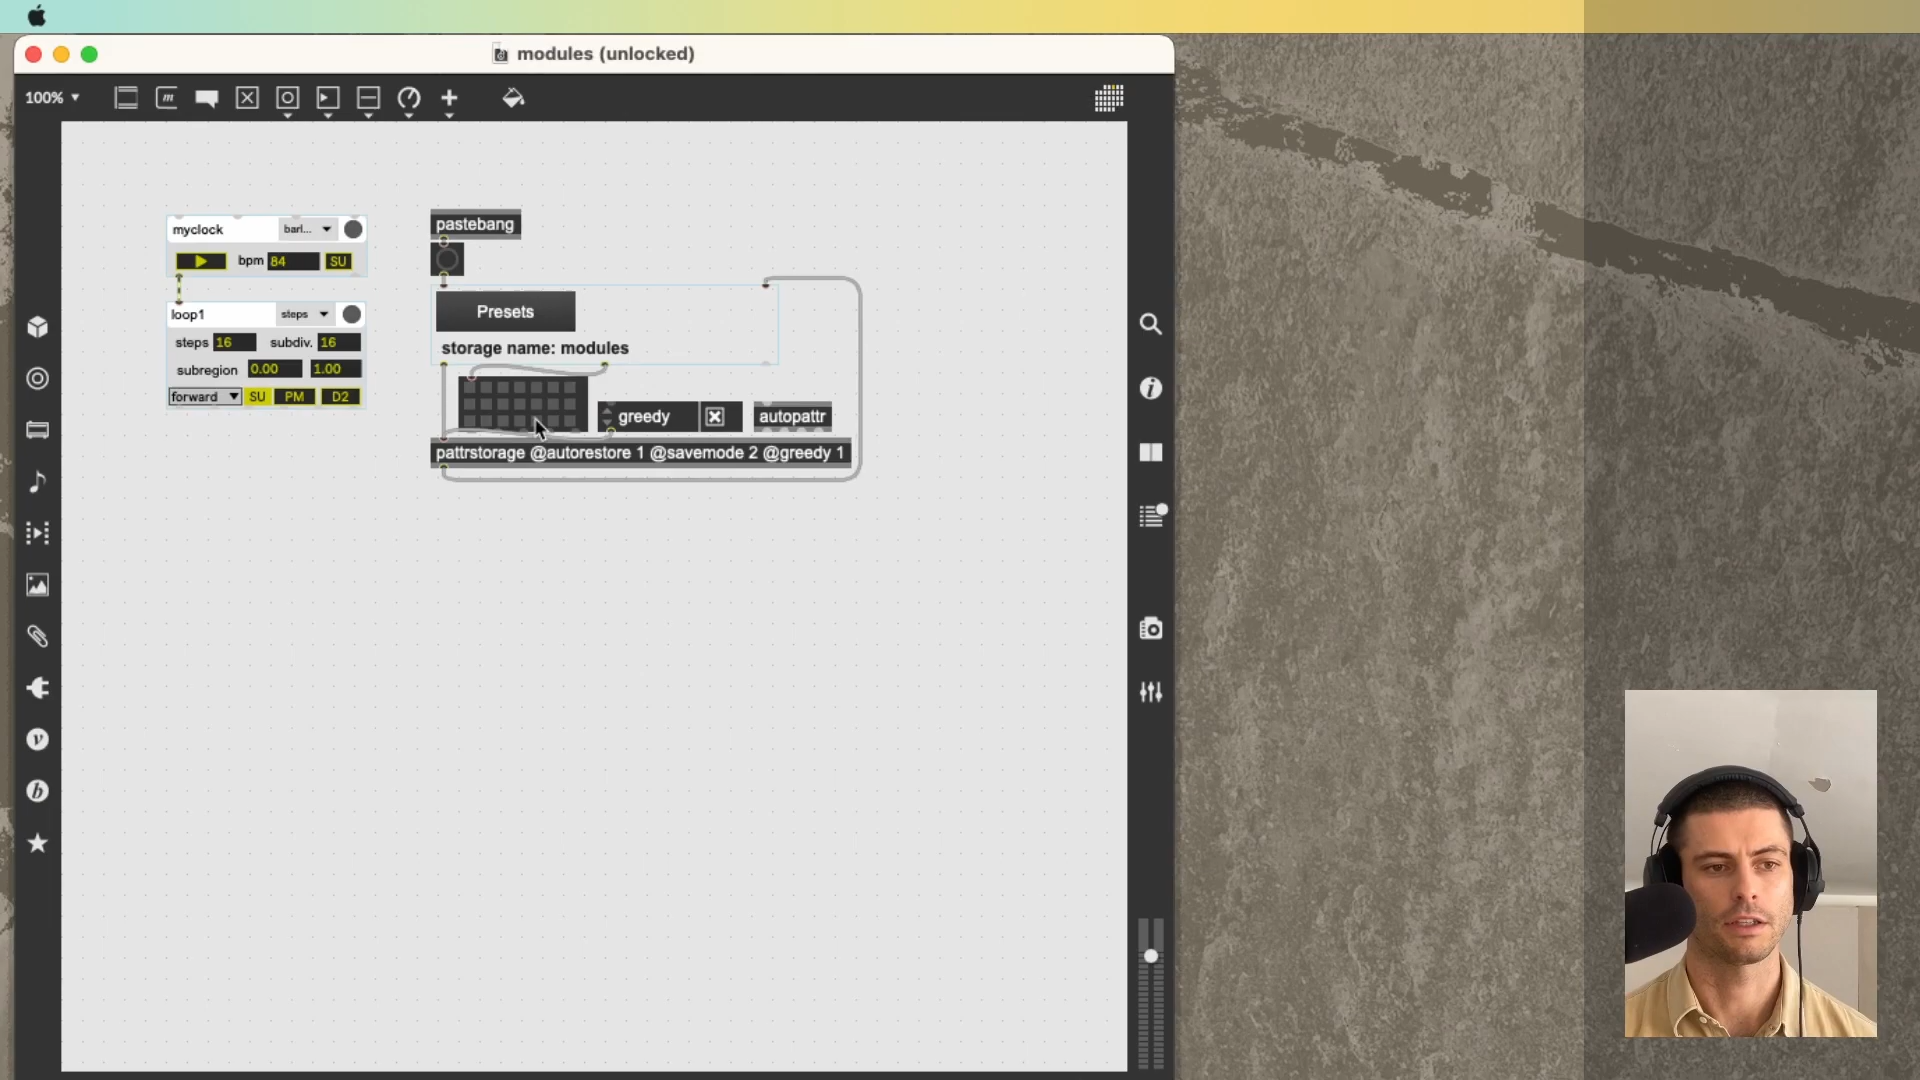 modules (unlocked)
100%
m
myclock
barl...
bpm 84 SU
loop1
steps
steps 16 subdiv. 16
subregion 0.00 1.00
forward SU PM D2
pastebang
Presets
storage name: modules
greedy
autopattr
pattrstorage @autorestore 1 @savemode 2 @greedy 1
v
b